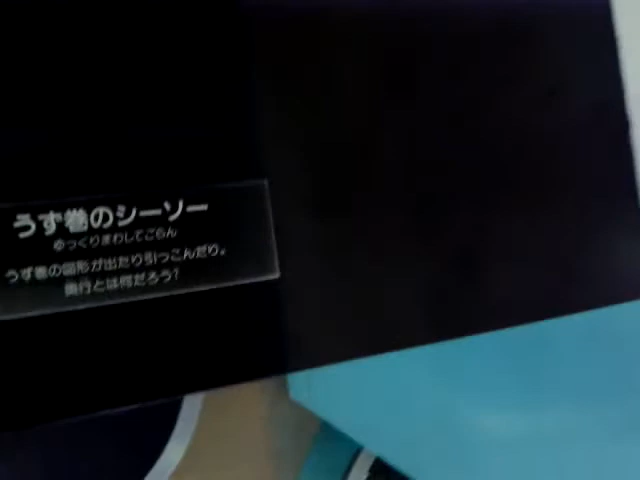 うず巻のシーソー
ゆっくりまわしてごらん
うず巻の図形が出たり引っこんだり。
奥行とは何だろう？